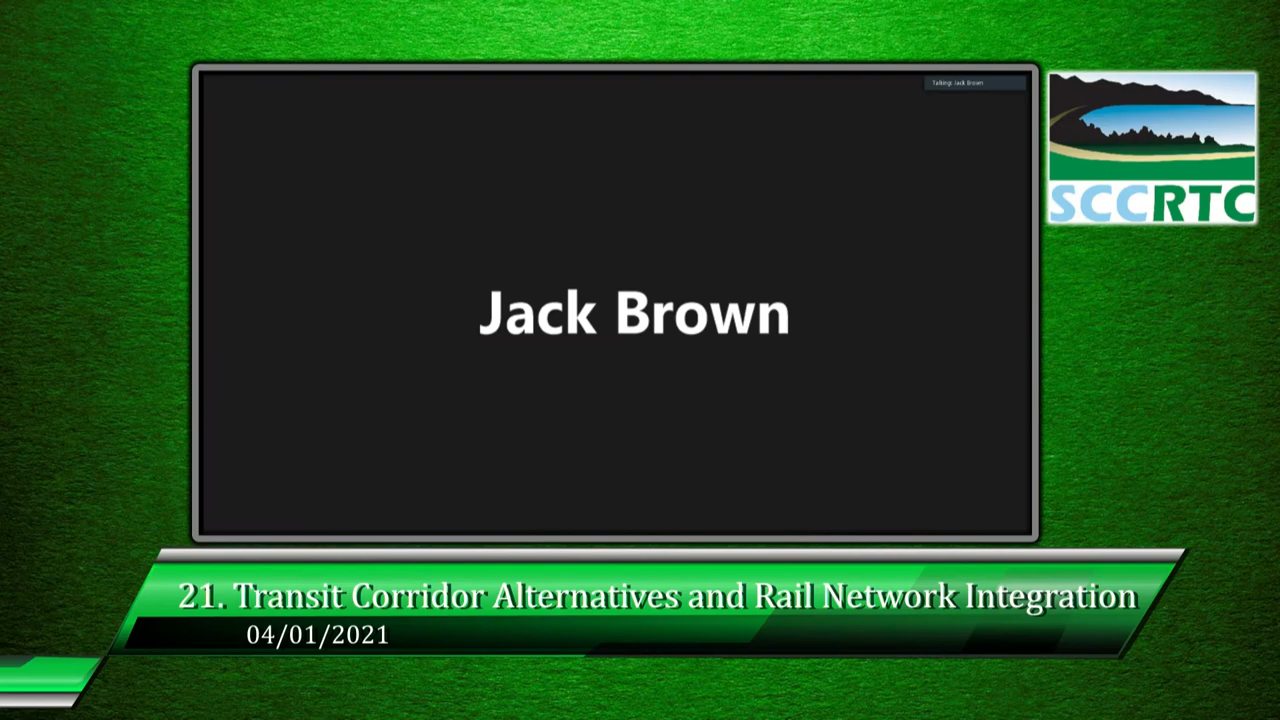 Talking: Jack Brown
SCCRTC
Jack Brown
21. Transit Corridor Alternatives and Rail Network Integration
04/01/2021